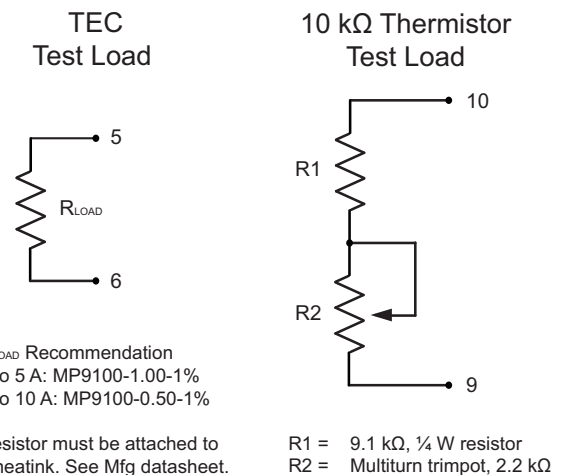 TEC
Test Load
5
RLOAD
6
OAD Recommendation
o 5 A: MP9100-1.00-1%
o 10 A: MP9100-0.50-1%
esistor must be attached to
heatink. See Mfg datasheet.
10 kΩ Thermistor
Test Load
10
R1
R2
9
R1 = 9.1 kΩ, ¼ W resistor
R2 = Multiturn trimpot, 2.2 kΩ